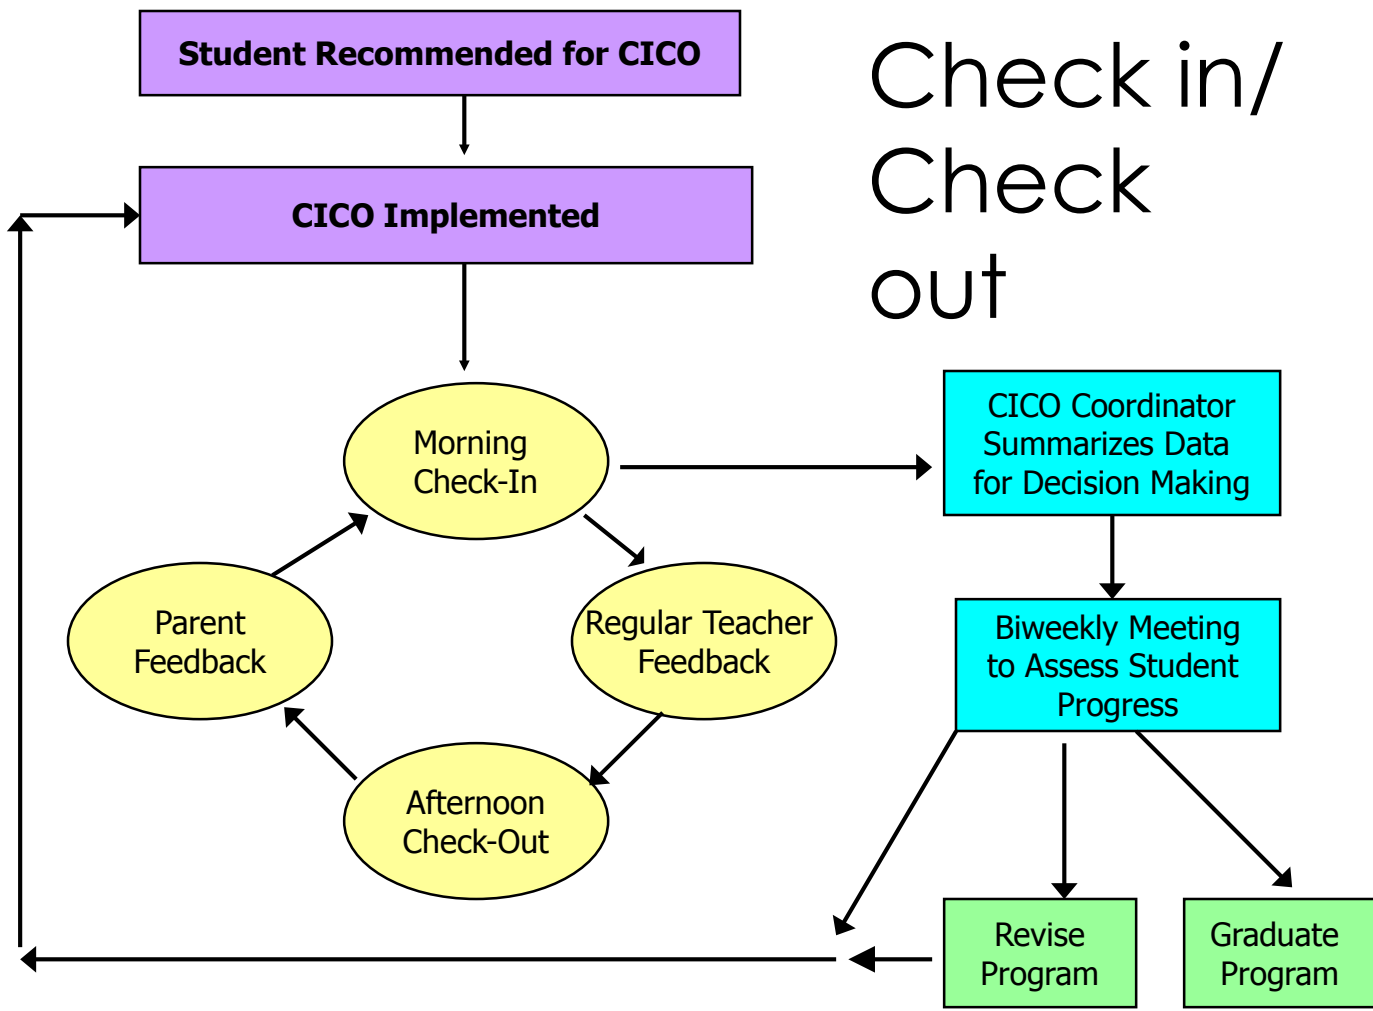 Student Recommended for CICO
Check in/
Check
out
CICO Implemented
Morning
Check-In
CICO Coordinator
Summarizes Data
for Decision Making
Parent
Feedback
Regular Teacher
Feedback
Biweekly Meeting
to Assess Student
Progress
Afternoon
Check-Out
Revise
Program
Graduate
Program